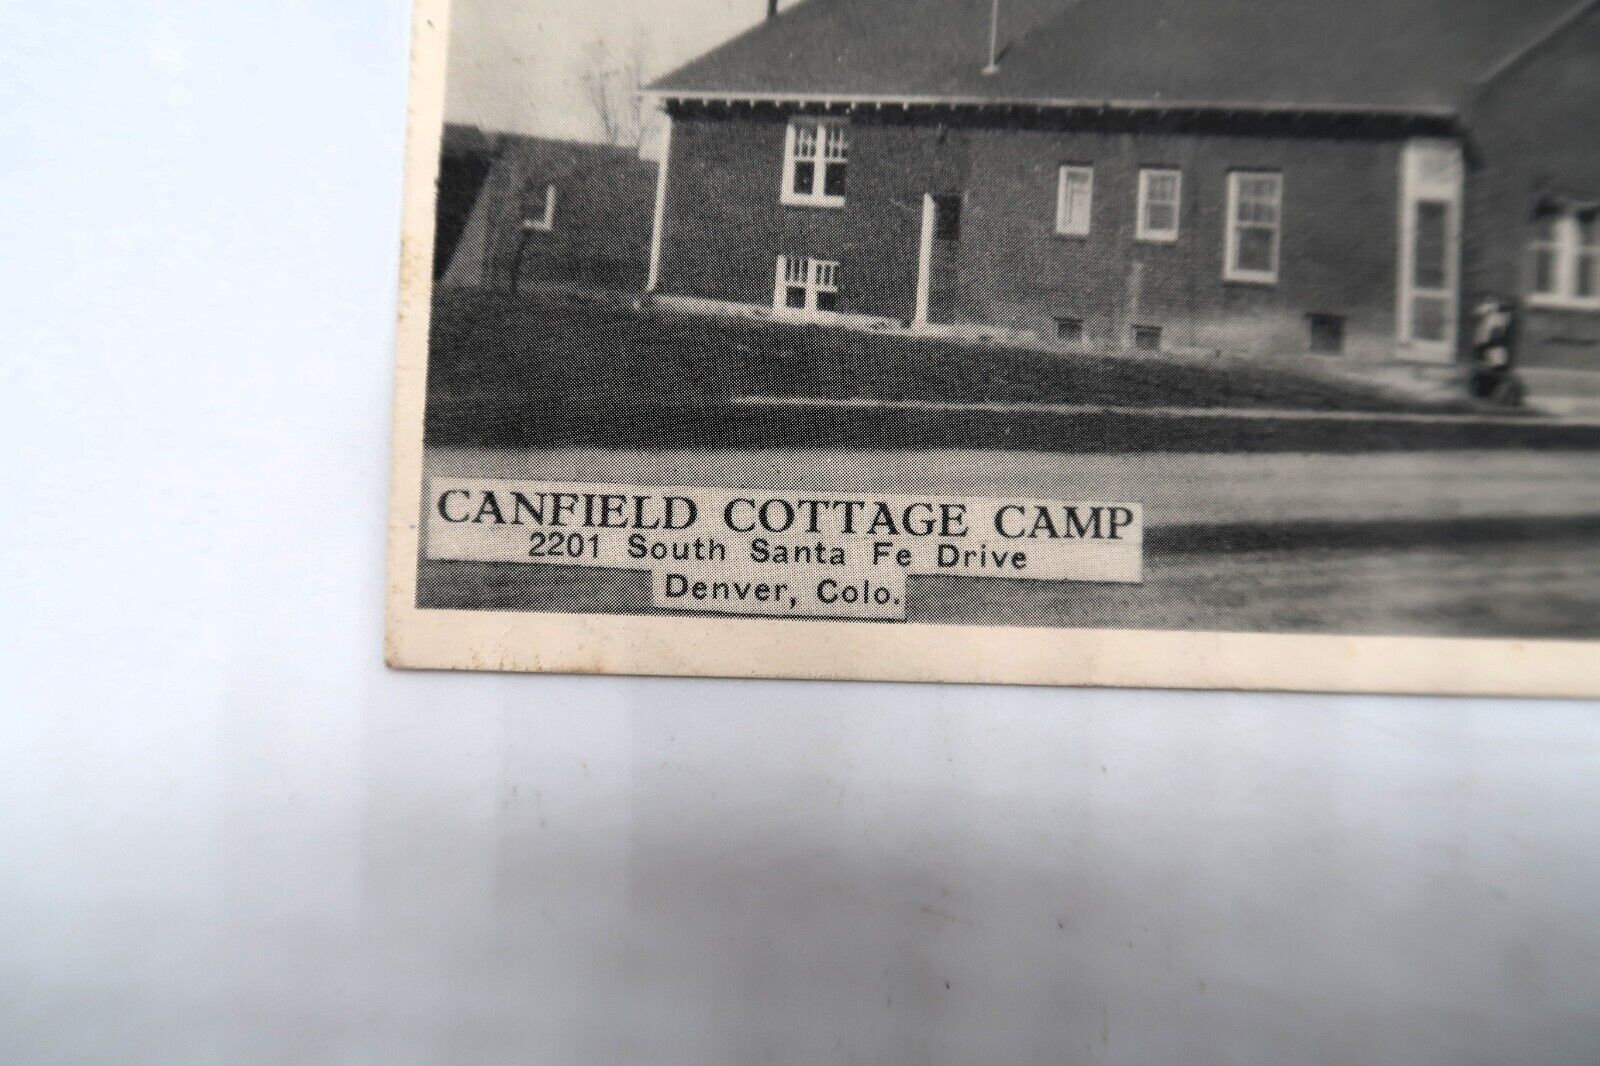 CANFIELD COTTAGE CAMP
2201 South Santa Fe Drive
Denver, Colo.